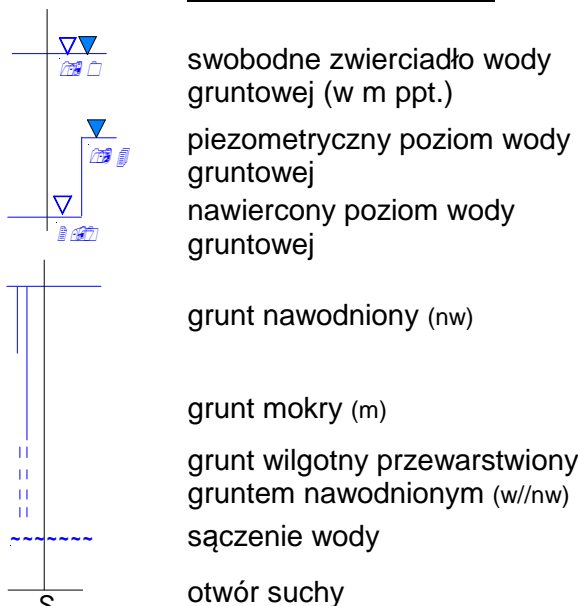 swobodne zwierciadło wody
gruntowej (w m ppt.)
piezometryczny poziom wody
gruntowej
nawiercony poziom wody
gruntowej
grunt nawodniony (nw)
grunt mokry (m)
grunt wilgotny przewarstwiony
gruntem nawodnionym (w//nw)
sączenie wody
otwór suchy
S